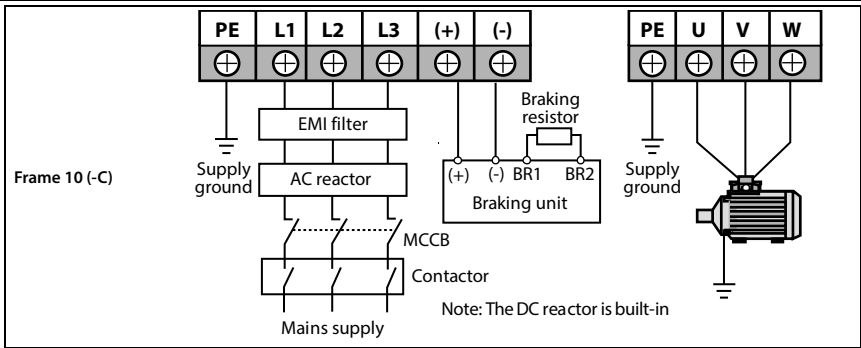 PE L1 L2 L3 (+) (-)
PE U V W
Braking
resistor
EMI filter
Supply
ground
AC reactor
(+) (-) BR1 BR2
Braking unit
Supply
ground
Frame 10 (-C)
MCCB
Contactor
Note: The DC reactor is built-in
Mains supply